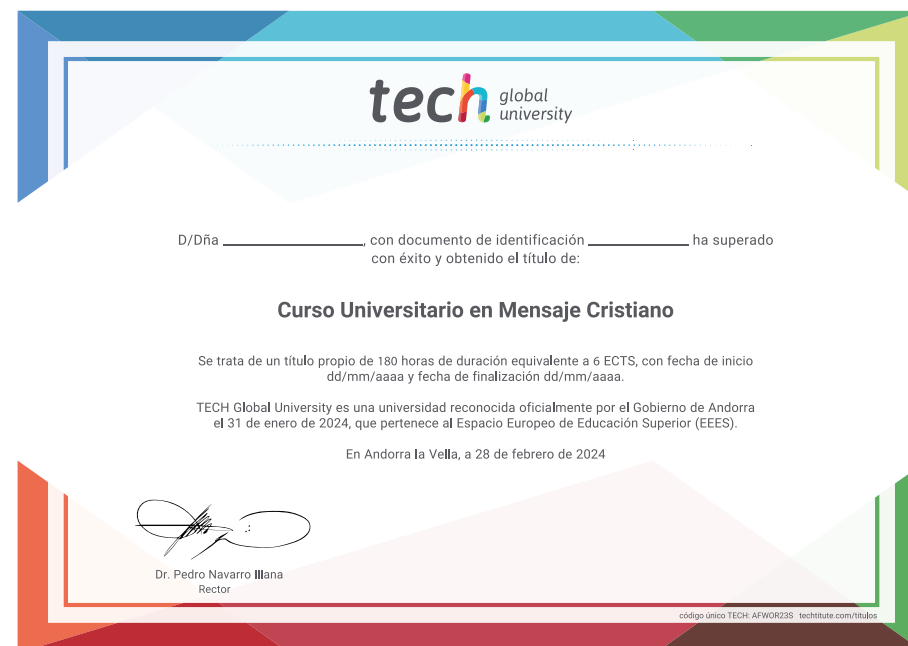 tech global
university
D/Dña ______________, con documento de identificación __________ ha superado
con éxito y obtenido el título de:
Curso Universitario en Mensaje Cristiano
Se trata de un título propio de 180 horas de duración equivalente a 6 ECTS, con fecha de inicio
dd/mm/aaaa y fecha de finalización dd/mm/aaaa.
TECH Global University es una universidad reconocida oficialmente por el Gobierno de Andorra
el 31 de enero de 2024, que pertenece al Espacio Europeo de Educación Superior (EEES).
En Andorra la Vella, a 28 de febrero de 2024
Dr. Pedro Navarro Illana
Rector
código único TECH: AFWOR23S techtitute.com/titulos